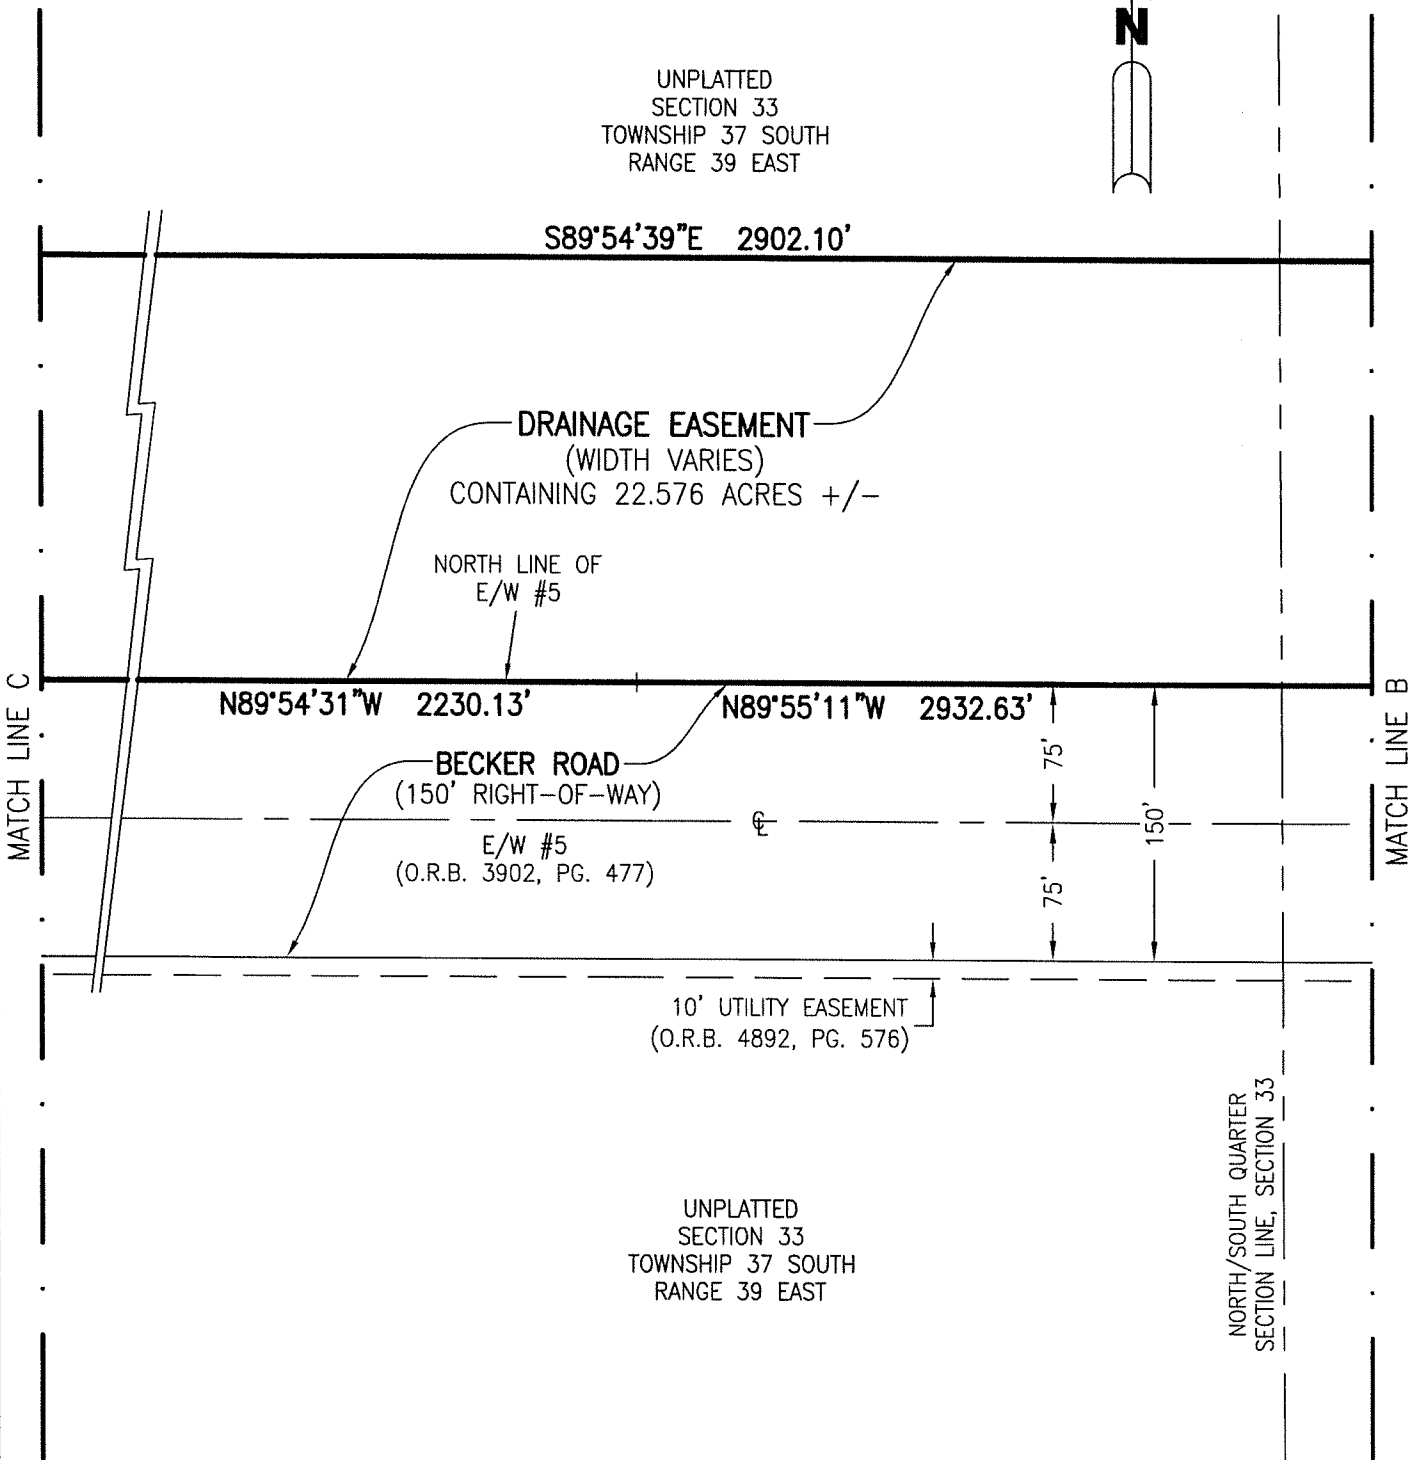 N
UNPLATTED
SECTION 33
TOWNSHIP 37 SOUTH
RANGE 39 EAST
S89°54'39"E 2902.10'
DRAINAGE EASEMENT
(WIDTH VARIES)
CONTAINING 22.576 ACRES +/-
NORTH LINE OF
E/W #5
N89°54'31"W 2230.13'
N89°55'11"W 2932.63'
MATCH LINE C
MATCH LINE B
BECKER ROAD
(150' RIGHT-OF-WAY)
75'
150'
℄
E/W #5
(O.R.B. 3902, PG. 477)
75'
10' UTILITY EASEMENT
(O.R.B. 4892, PG. 576)
NORTH/SOUTH QUARTER
SECTION LINE, SECTION 33
UNPLATTED
SECTION 33
TOWNSHIP 37 SOUTH
RANGE 39 EAST